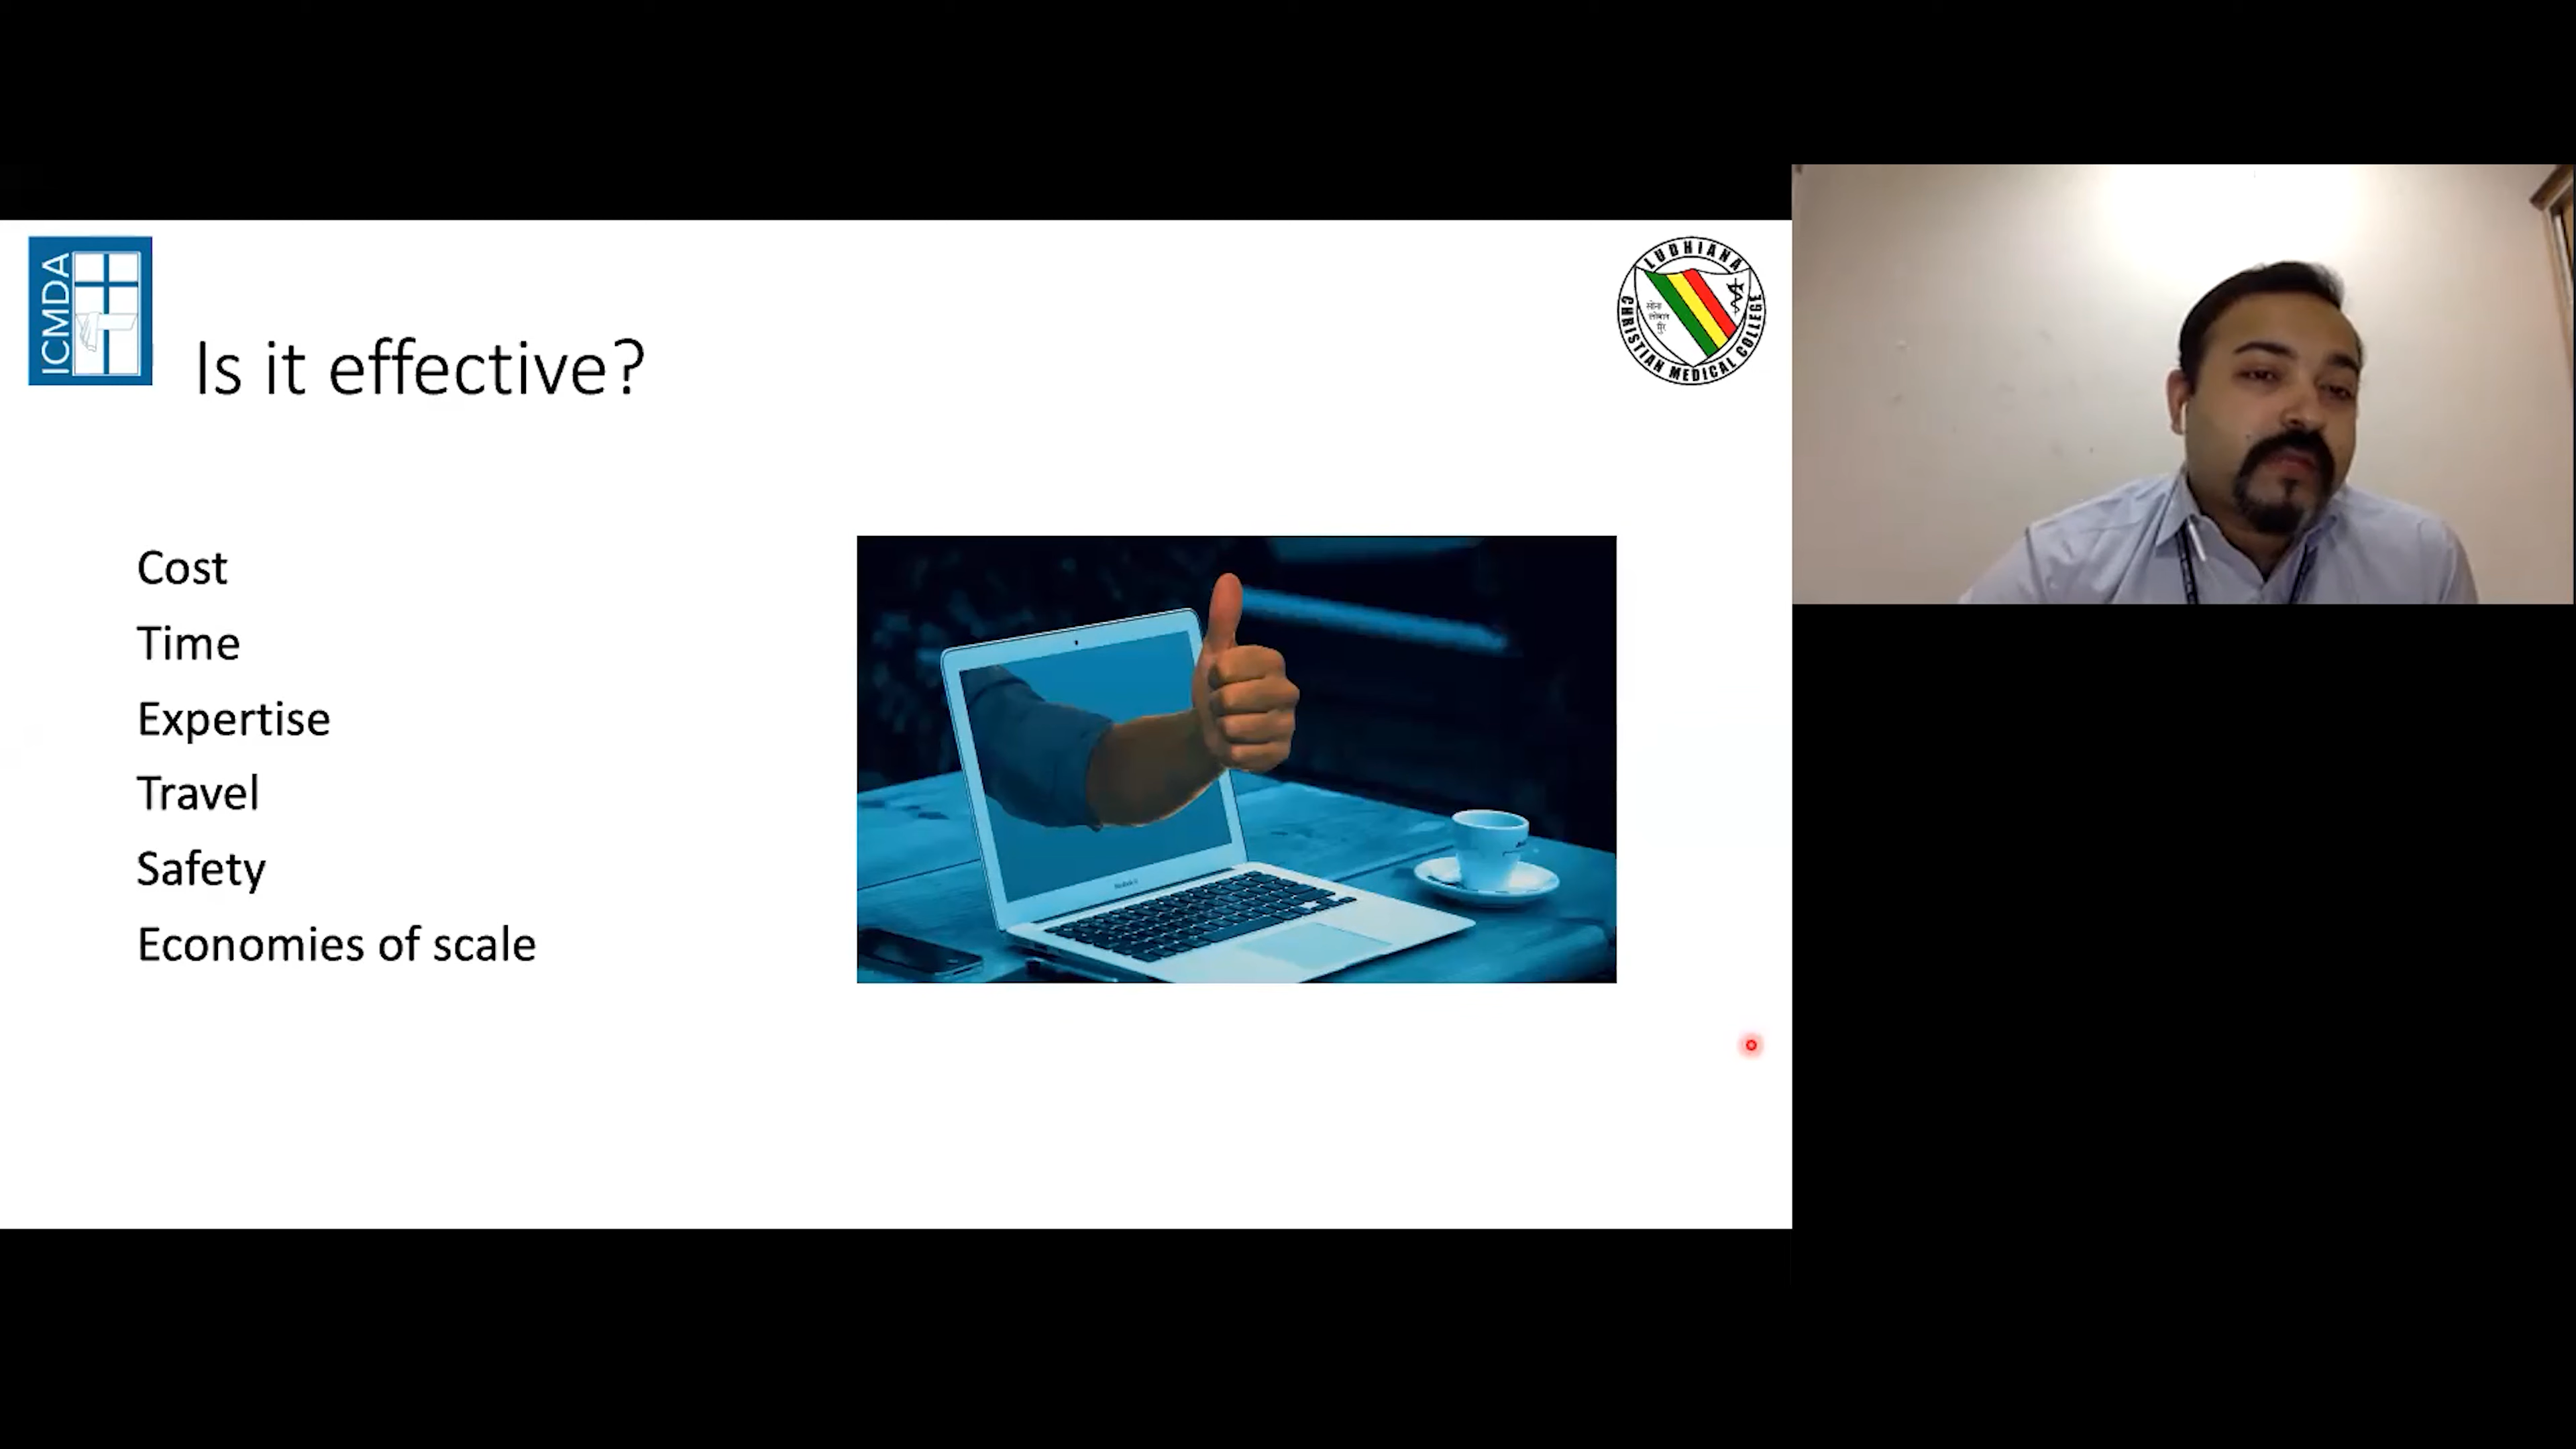 ICMDA
Is it effective?
LUDHIANA
CHRISTIAN MEDICAL COLLEGE
Cost
Time
Expertise
Travel
Safety
Economies of scale